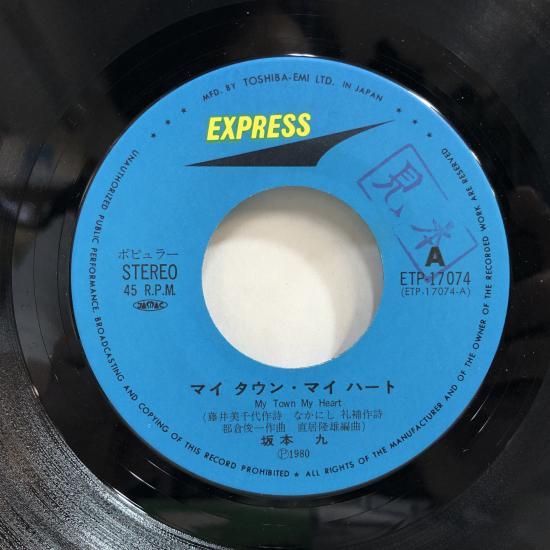 ★ MFD. BY TOSHIBA-EMI LTD. IN JAPAN ★
EXPRESS
見本
ポピュラー
STEREO
45 R.P.M.
JASRAC
A
ETP-17074
(ETP-17074-A)
マイ タウン・マイ ハート
My Town My Heart
(藤井美千代作詩 なかにし 礼補作詩
都倉俊一作曲 直居隆雄編曲)
坂本 九
Ⓟ1980
UNAUTHORIZED PUBLIC PERFORMANCE, BROADCASTING AND COPYING OF THIS RECORD PROHIBITED ★ ALL RIGHTS OF THE MANUFACTURER AND OF THE OWNER OF THE RECORDED WORK ARE RESERVED